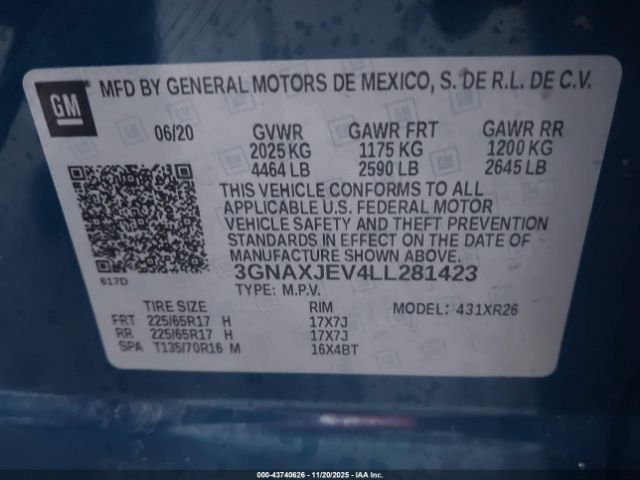 GM
MFD BY GENERAL MOTORS DE MEXICO, S. DE R.L. DE C.V.
06/20 GVWR GAWR FRT GAWR RR
2025 KG 1175 KG 1200 KG
4464 LB 2590 LB 2645 LB
THIS VEHICLE CONFORMS TO ALL
APPLICABLE U.S. FEDERAL MOTOR
VEHICLE SAFETY AND THEFT PREVENTION
STANDARDS IN EFFECT ON THE DATE OF
MANUFACTURE SHOWN ABOVE.
617D 3GNAXJEV4LL281423
TYPE: M.P.V.
TIRE SIZE RIM MODEL: 431XR26
FRT 225/65R17 H 17X7J
RR 225/65R17 H 17X7J
SPA T135/70R16 M 16X4BT
000-43740626 - 11/20/2025 - IAA Inc.